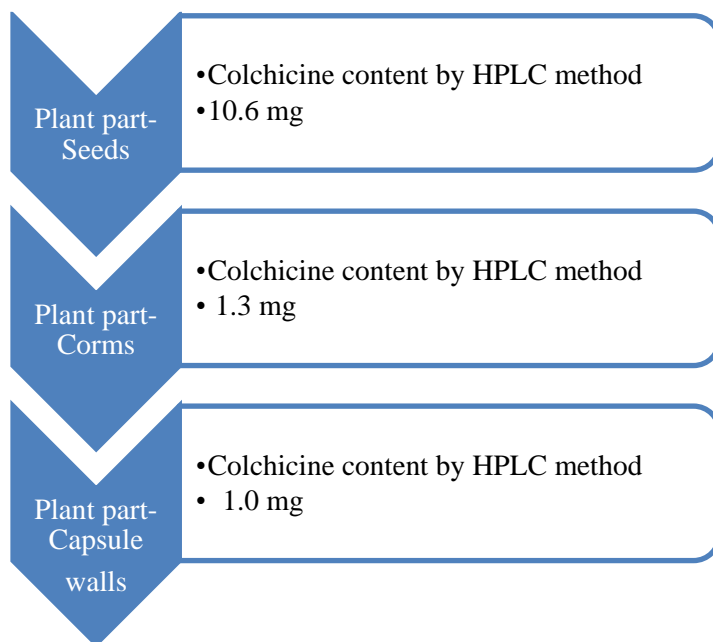 Plant part-
Seeds
•Colchicine content by HPLC method
•10.6 mg
Plant part-
Corms
•Colchicine content by HPLC method
• 1.3 mg
Plant part-
Capsule
walls
•Colchicine content by HPLC method
• 1.0 mg